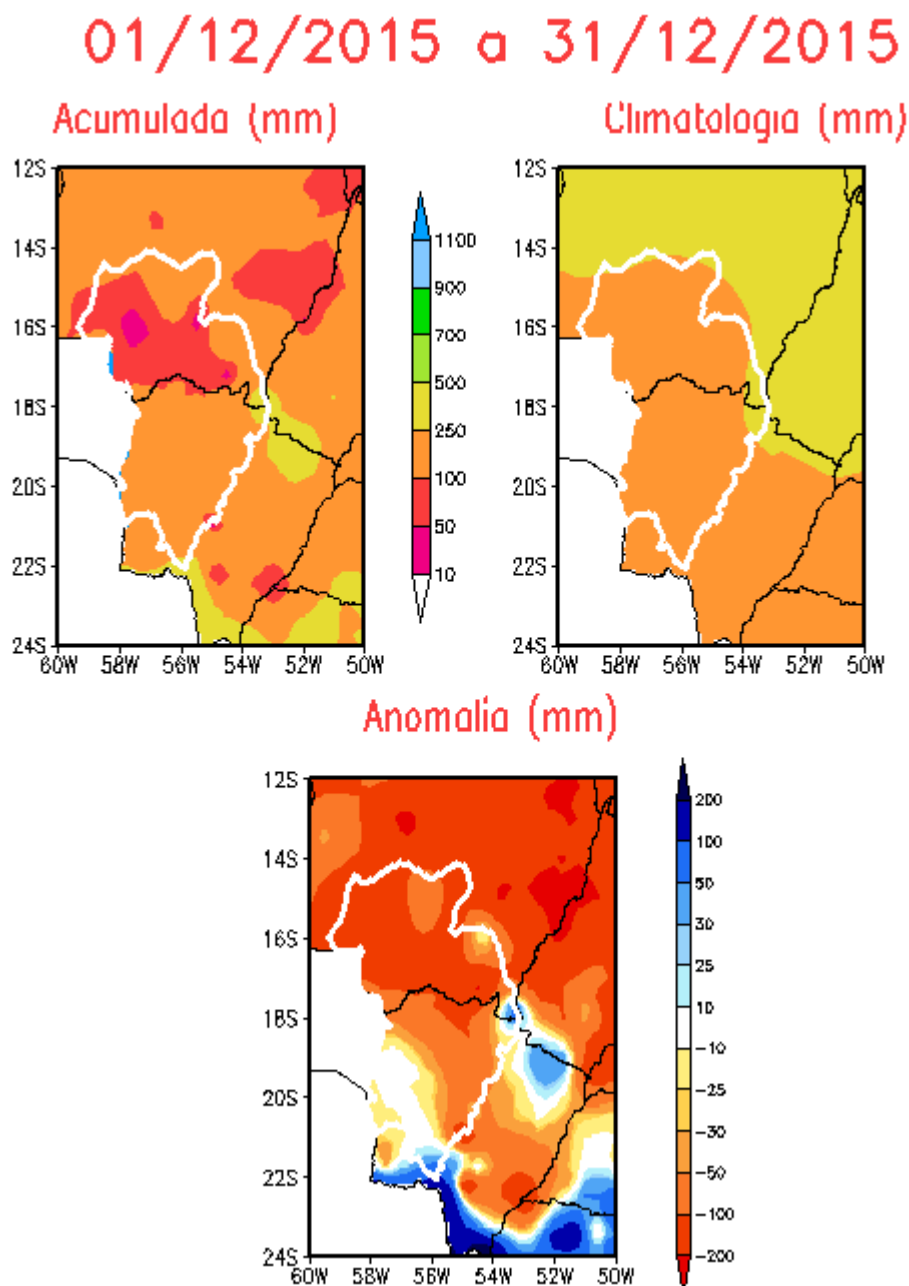 01/12/2015 a 31/12/2015
Acumulada (mm)
Climatologia (mm)
12S
14S
16S
18S
20S
22S
24S
60W 58W 56W 54W 52W 50W
1100
900
700
500
250
100
50
10
12S
14S
16S
18S
20S
22S
24S
60W 58W 56W 54W 52W 50W
Anomalia (mm)
12S
14S
16S
18S
20S
22S
24S
60W 58W 56W 54W 52W 50W
200
100
50
30
25
10
-10
-25
-30
-50
-100
-200